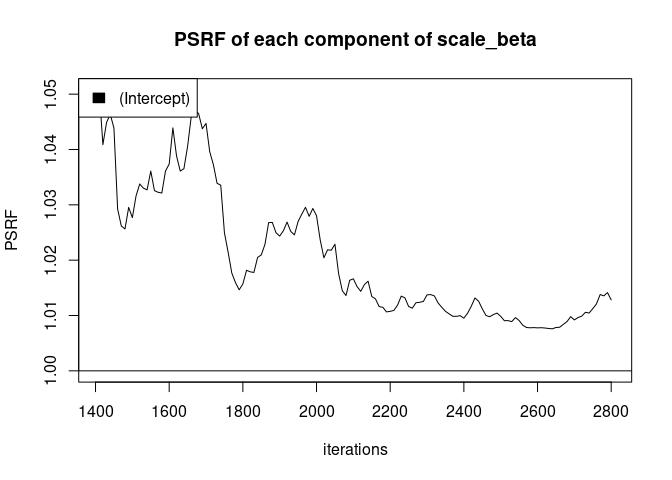 PSRF of each component of scale_beta
(Intercept)
PSRF
1.05
1.04
1.03
1.02
1.01
1.00
1400 1600 1800 2000 2200 2400 2600 2800
iterations